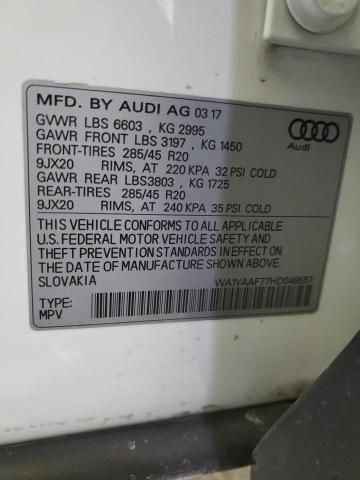 MFD. BY AUDI AG 03 17
GVWR LBS 6603 , KG 2995
GAWR FRONT LBS 3197 , KG 1450
FRONT-TIRES 285/45 R20
9JX20 RIMS, AT 220 KPA 32 PSI COLD
GAWR REAR LBS3803 , KG 1725
REAR-TIRES 285/45 R20
9JX20 RIMS, AT 240 KPA 35 PSI COLD
Audi
THIS VEHICLE CONFORMS TO ALL APPLICABLE
U.S. FEDERAL MOTOR VEHICLE SAFETY AND
THEFT PREVENTION STANDARDS IN EFFECT ON
THE DATE OF MANUFACTURE SHOWN ABOVE.
SLOVAKIA WA1VAAF77HD049557
TYPE:
MPV